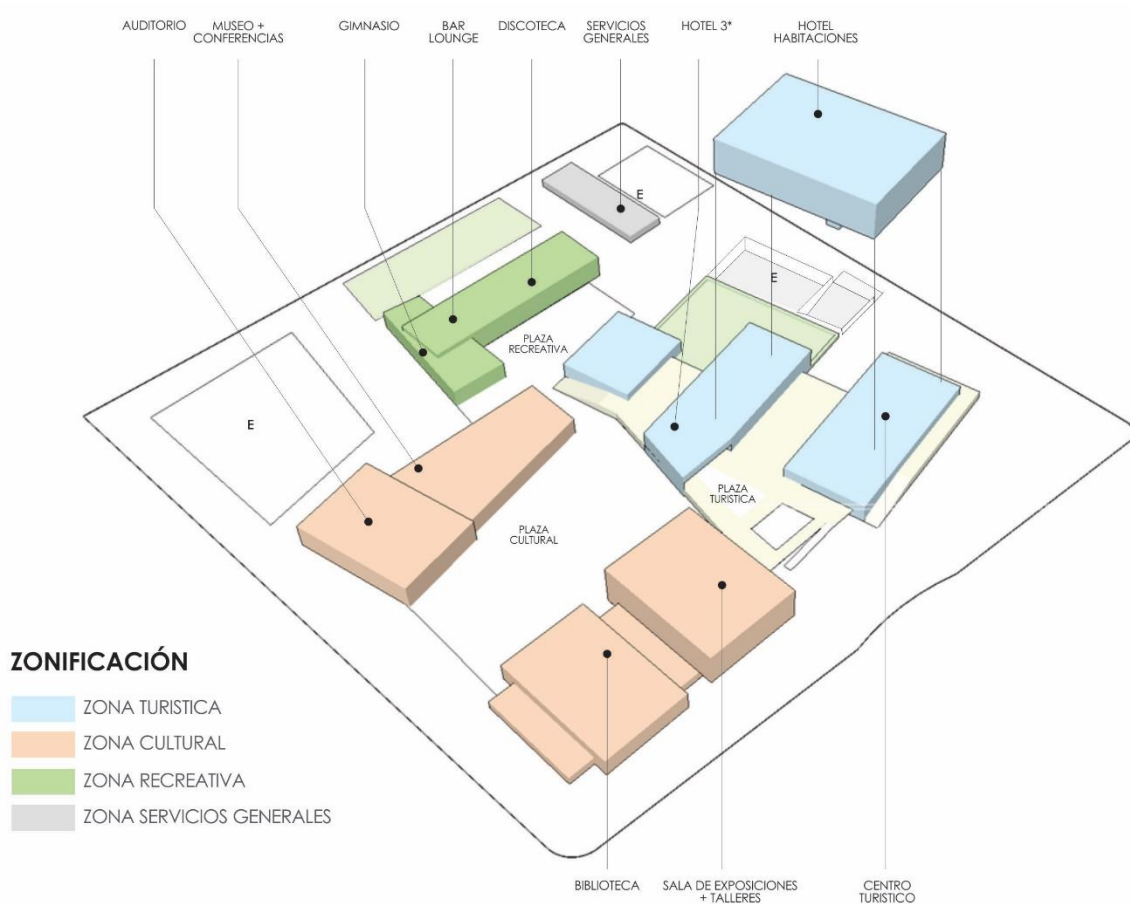 AUDITORIO
MUSEO +
CONFERENCIAS
GIMNASIO
BAR
LOUNGE
DISCOTECA
SERVICIOS
GENERALES
HOTEL 3*
HOTEL
HABITACIONES
E
E
PLAZA
RECREATIVA
E
PLAZA
TURISTICA
PLAZA
CULTURAL
ZONIFICACIÓN
ZONA TURISTICA
ZONA CULTURAL
ZONA RECREATIVA
ZONA SERVICIOS GENERALES
BIBLIOTECA
SALA DE EXPOSICIONES
+ TALLERES
CENTRO
TURISTICO